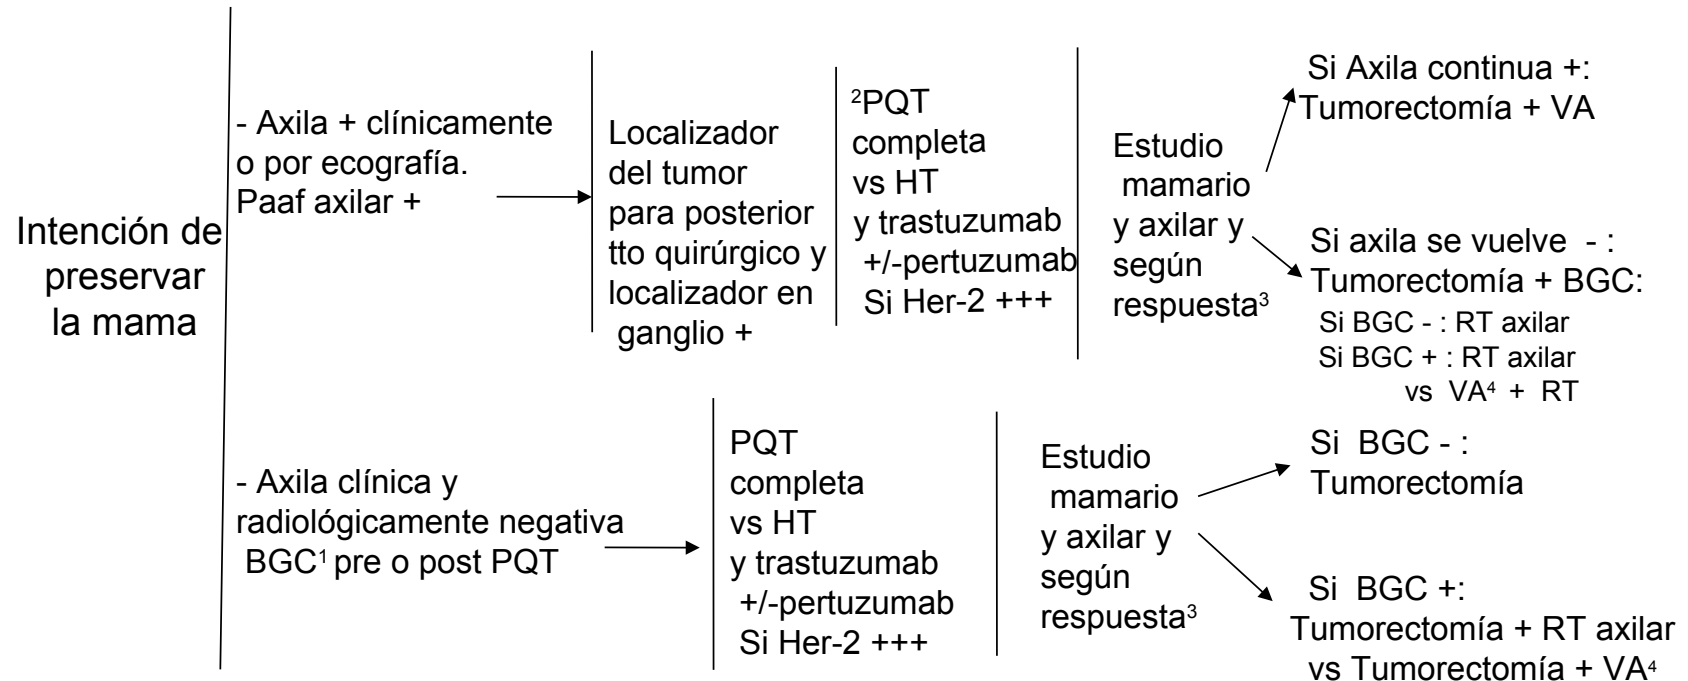 Intención de
preservar
la mama
- Axila + clínicamente
o por ecografía.
Paaf axilar +
Localizador
del tumor
para posterior
tto quirúrgico y
localizador en
ganglio +
²PQT
completa
vs HT
y trastuzumab
+/-pertuzumab
Si Her-2 +++
Estudio
mamario
y axilar y
según
respuesta³
Si Axila continua +:
Tumorectomía + VA
Si axila se vuelve - :
Tumorectomía + BGC:
Si BGC - : RT axilar
Si BGC + : RT axilar
vs VA⁴ + RT
- Axila clínica y
radiológicamente negativa
BGC¹ pre o post PQT
PQT
completa
vs HT
y trastuzumab
+/-pertuzumab
Si Her-2 +++
Estudio
mamario
y axilar y
según
respuesta³
Si BGC - :
Tumorectomía
Si BGC +:
Tumorectomía + RT axilar
vs Tumorectomía + VA⁴